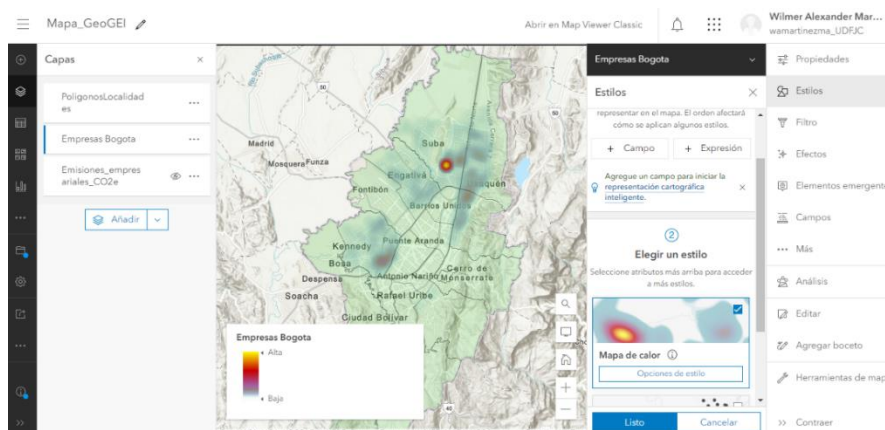 Mapa_GeoGEI
Abrir en Map Viewer Classic
Wilmer Alexander Mar...
wamartinezma_UDFJC
Capas
PoligonosLocalidad
es
Empresas Bogota
Emisiones_empres
ariales_CO2e
Añadir
Madrid
Mosquera
Funza
Suba
Engativá
Usaquén
Fontibón
Barrios Unidos
Kennedy
Puente Aranda
Bosa
Despensa
Antonio Nariño
Cerro de
Monserrate
Soacha
Rafael Uribe
Ciudad Bolívar
50
50
40
Empresas Bogota
Alta
Baja
Empresas Bogota
Estilos
representar en el mapa. El orden afectará
cómo se aplican algunos estilos.
+ Campo
+ Expresión
Agregue un campo para iniciar la
representación cartográfica
inteligente.
2
Elegir un estilo
Seleccione atributos más arriba para acceder
a más estilos.
Mapa de calor
Opciones de estilo
Listo
Cancelar
Propiedades
Estilos
Filtro
Efectos
Elementos emergent
Campos
Más
Análisis
Editar
Agregar boceto
Herramientas de map
Contraer